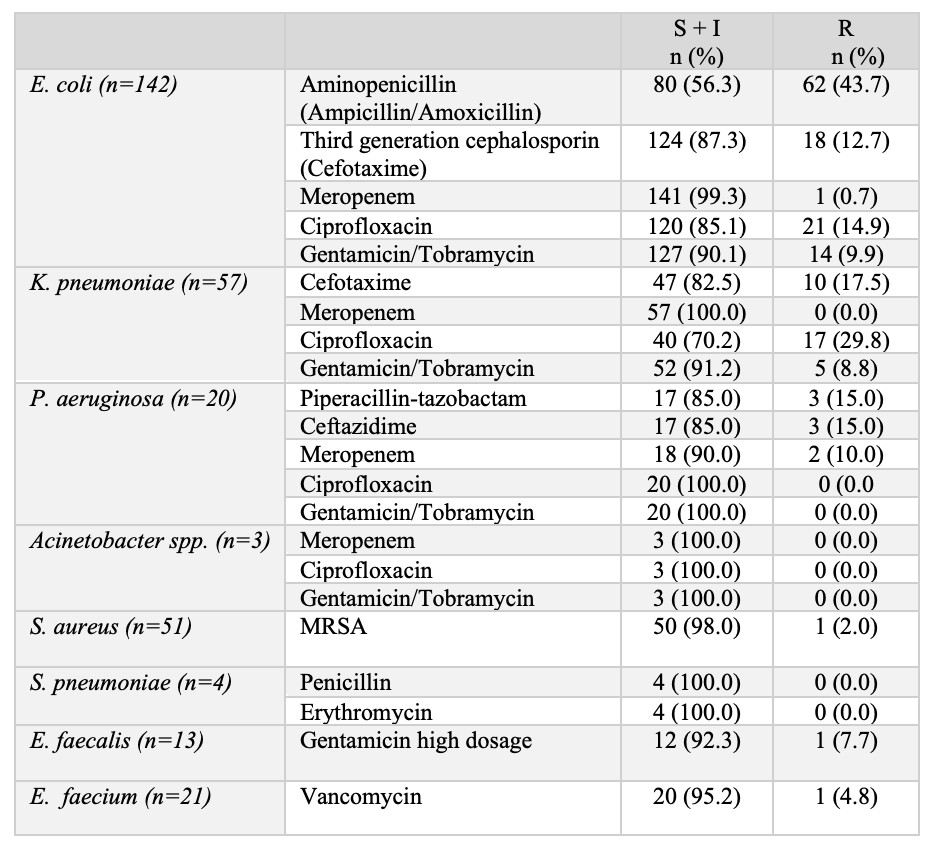 S + I R
n (%) n (%)
E. coli (n=142) Aminopenicillin 80 (56.3) 62 (43.7)
(Ampicillin/Amoxicillin)
Third generation cephalosporin 124 (87.3) 18 (12.7)
(Cefotaxime)
Meropenem 141 (99.3) 1 (0.7)
Ciprofloxacin 120 (85.1) 21 (14.9)
Gentamicin/Tobramycin 127 (90.1) 14 (9.9)
K. pneumoniae (n=57) Cefotaxime 47 (82.5) 10 (17.5)
Meropenem 57 (100.0) 0 (0.0)
Ciprofloxacin 40 (70.2) 17 (29.8)
Gentamicin/Tobramycin 52 (91.2) 5 (8.8)
P. aeruginosa (n=20) Piperacillin-tazobactam 17 (85.0) 3 (15.0)
Ceftazidime 17 (85.0) 3 (15.0)
Meropenem 18 (90.0) 2 (10.0)
Ciprofloxacin 20 (100.0) 0 (0.0
Gentamicin/Tobramycin 20 (100.0) 0 (0.0)
Acinetobacter spp. (n=3) Meropenem 3 (100.0) 0 (0.0)
Ciprofloxacin 3 (100.0) 0 (0.0)
Gentamicin/Tobramycin 3 (100.0) 0 (0.0)
S. aureus (n=51) MRSA 50 (98.0) 1 (2.0)
S. pneumoniae (n=4) Penicillin 4 (100.0) 0 (0.0)
Erythromycin 4 (100.0) 0 (0.0)
E. faecalis (n=13) Gentamicin high dosage 12 (92.3) 1 (7.7)
E. faecium (n=21) Vancomycin 20 (95.2) 1 (4.8)